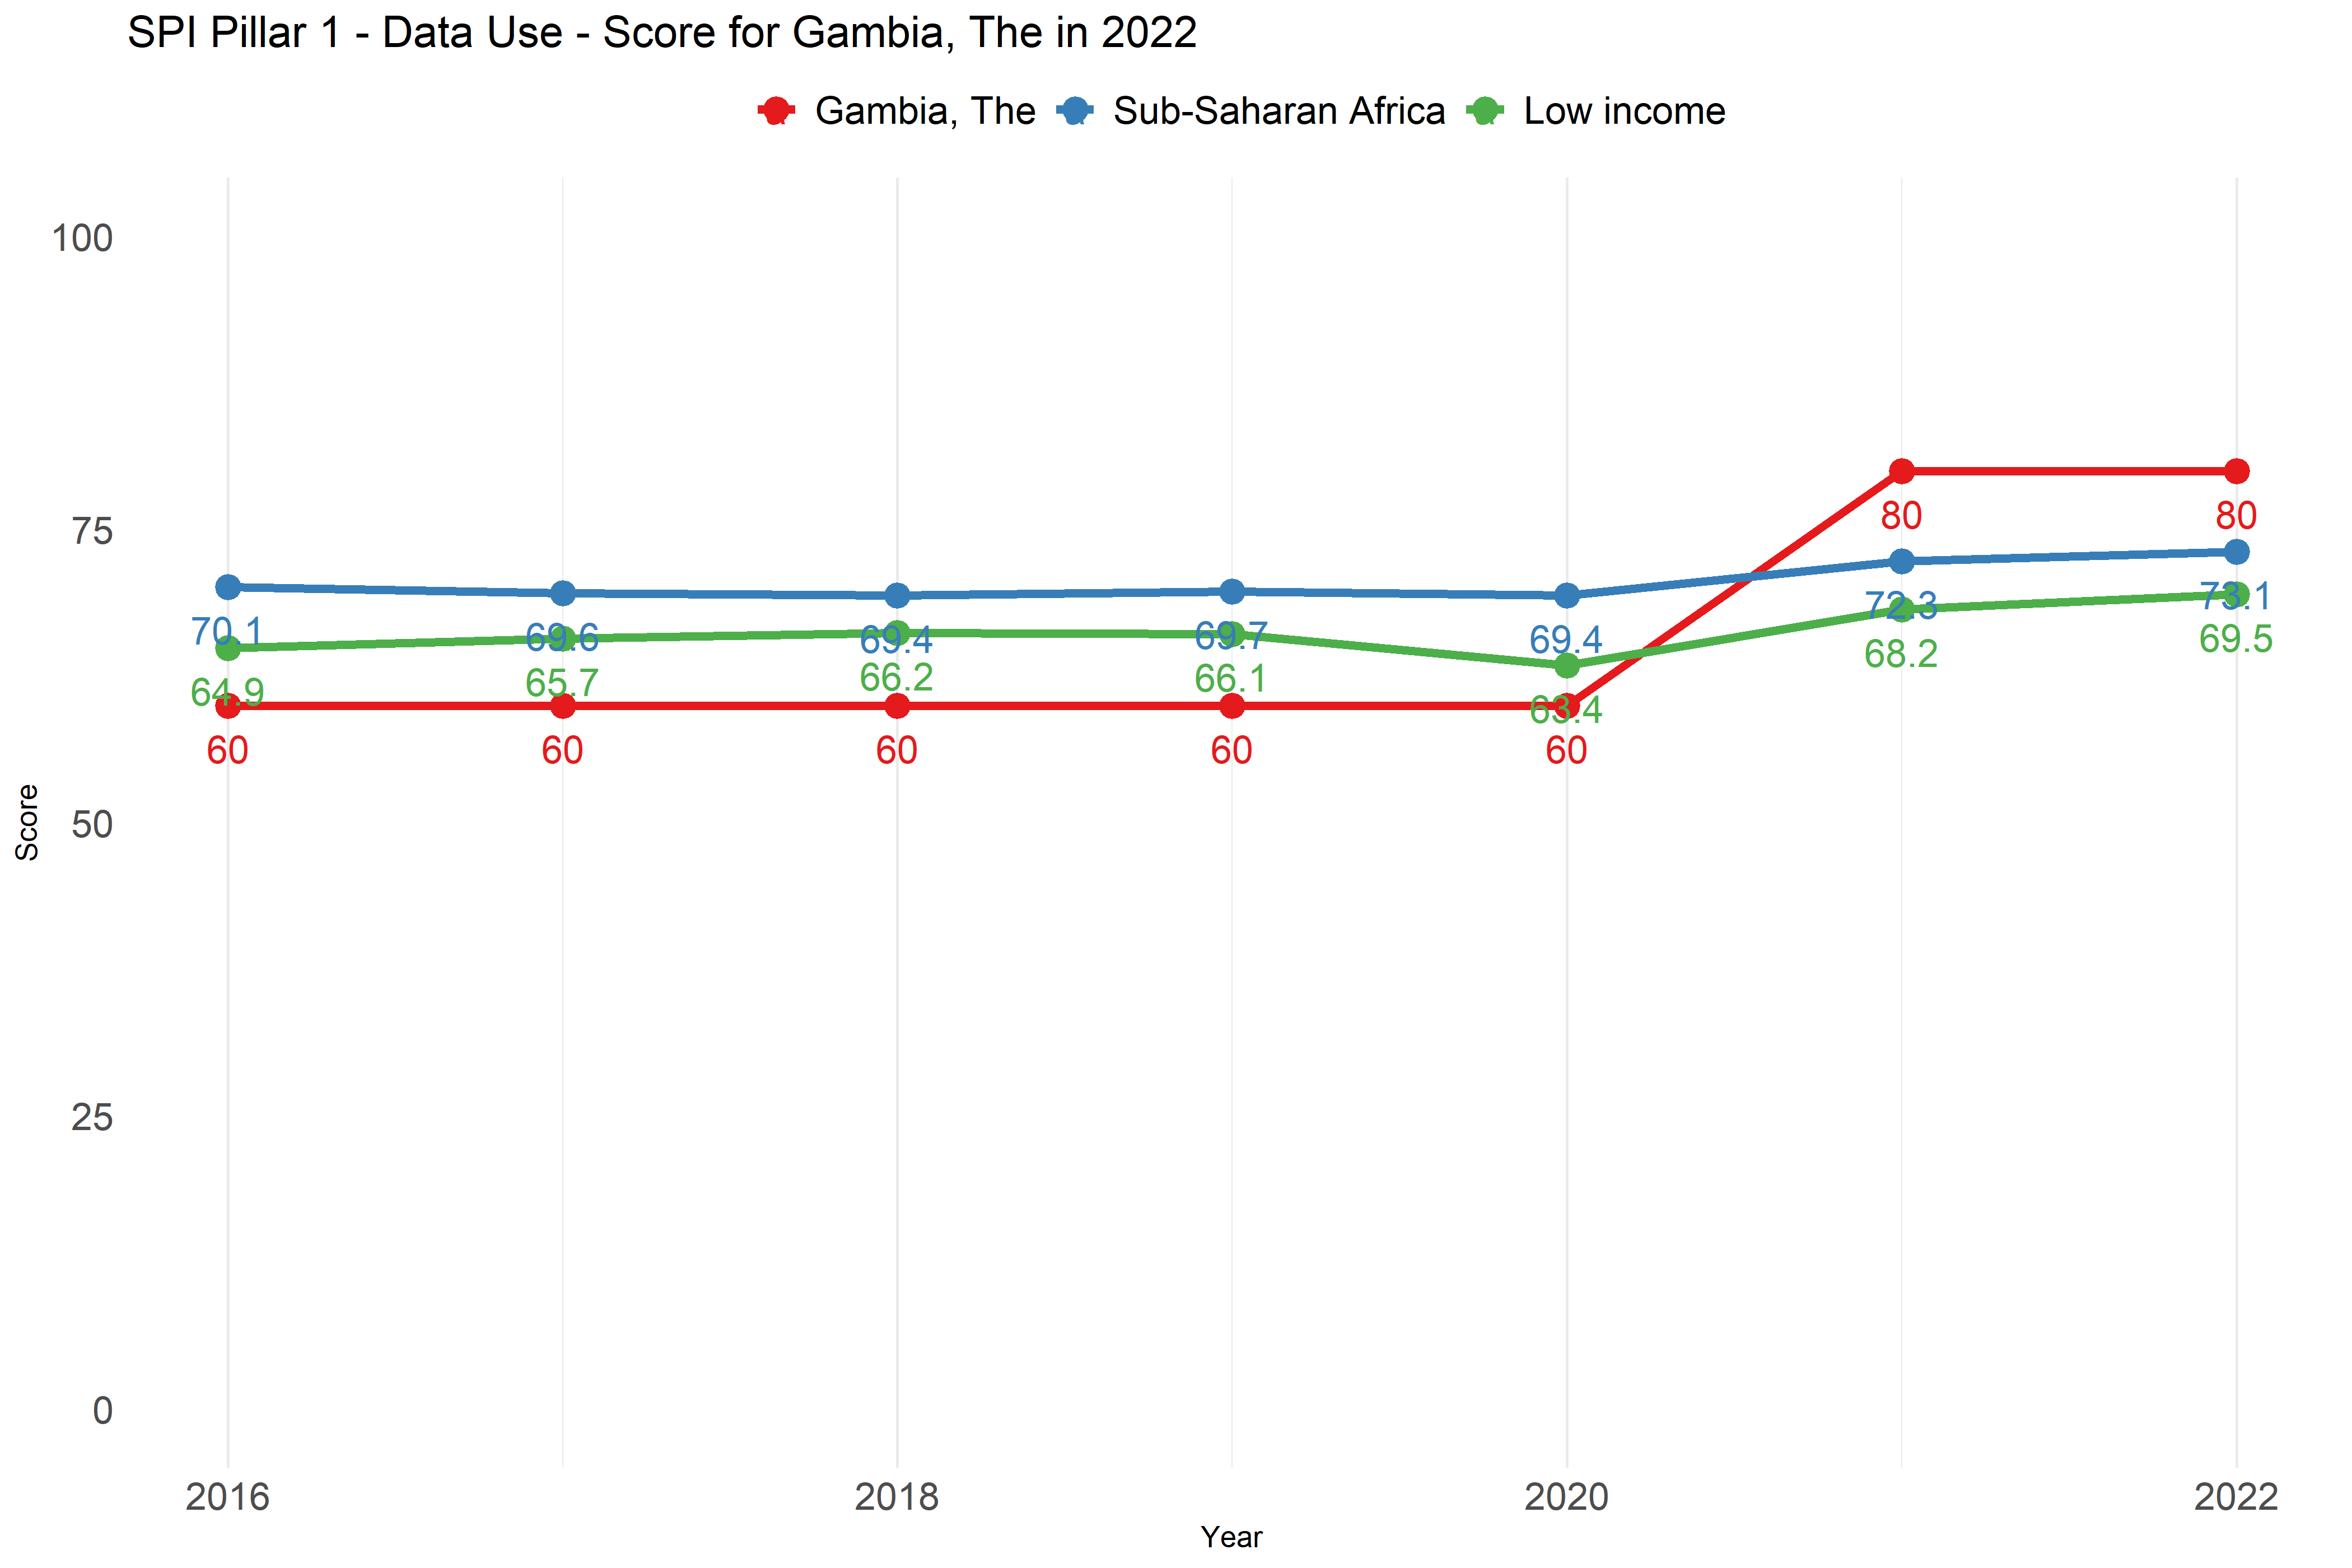 SPI Pillar 1 - Data Use - Score for Gambia, The in 2022
Gambia, The Sub-Saharan Africa Low income
100
75
50
25
0
Score
70.1 69.6 69.4 69.7 69.4 72.3 73.1
64.9 65.7 66.2 66.1 63.4 68.2 69.5
60 60 60 60 60 80 80
2016 2018 2020 2022
Year